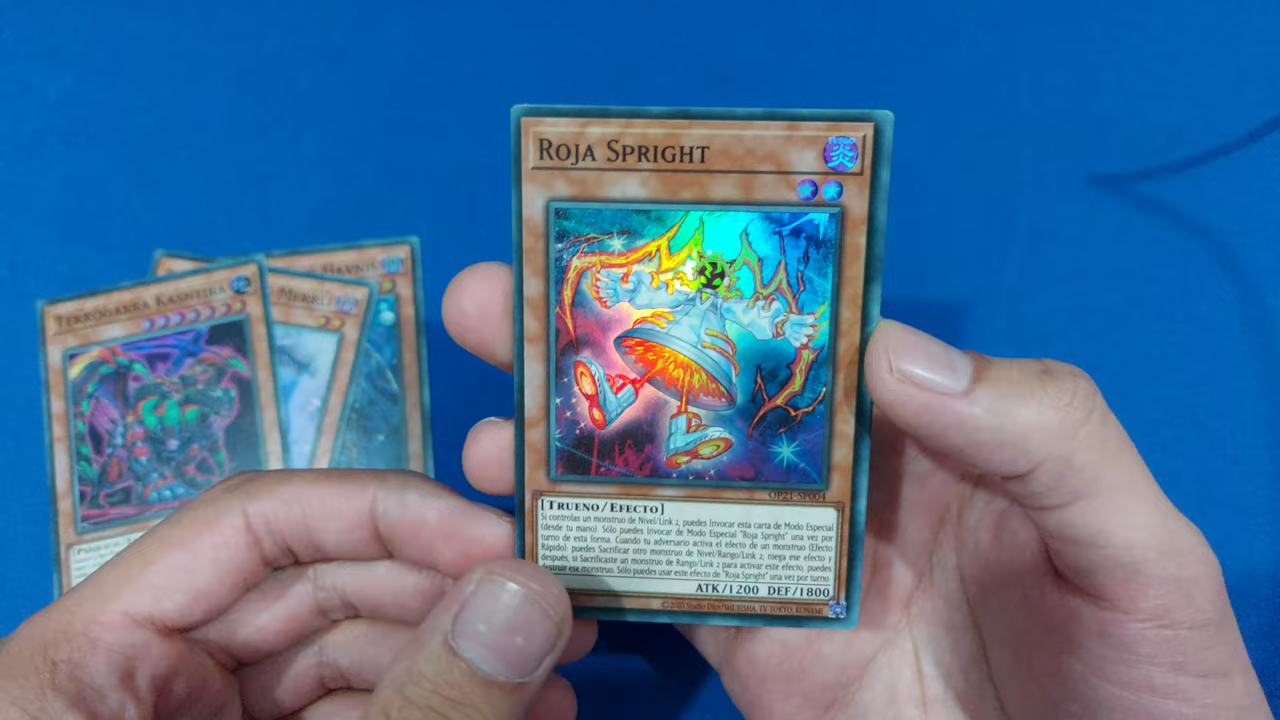 ROJA SPRIGHT
FUEGO
炎
OP21-SP004
[TRUENO/EFECTO]
Si controlas un monstruo de Nivel/Link 2, puedes Invocar esta carta de Modo Especial
(desde tu mano). Sólo puedes Invocar de Modo Especial "Roja Spright" una vez por
turno de esta forma. Cuando tu adversario activa el efecto de un monstruo (Efecto
Rápido): puedes Sacrificar otro monstruo de Nivel/Rango/Link 2; niega ese efecto y
después, si Sacrificaste un monstruo de Rango/Link 2 para activar este efecto, puedes
destruir ese monstruo. Sólo puedes usar este efecto de "Roja Spright" una vez por turno.
ATK/1200 DEF/1800
©2020 Studio Dice/SHUEISHA, TV TOKYO, KONAMI
TERROGARRA KASHTIRA
MERRLI
HAVNIS